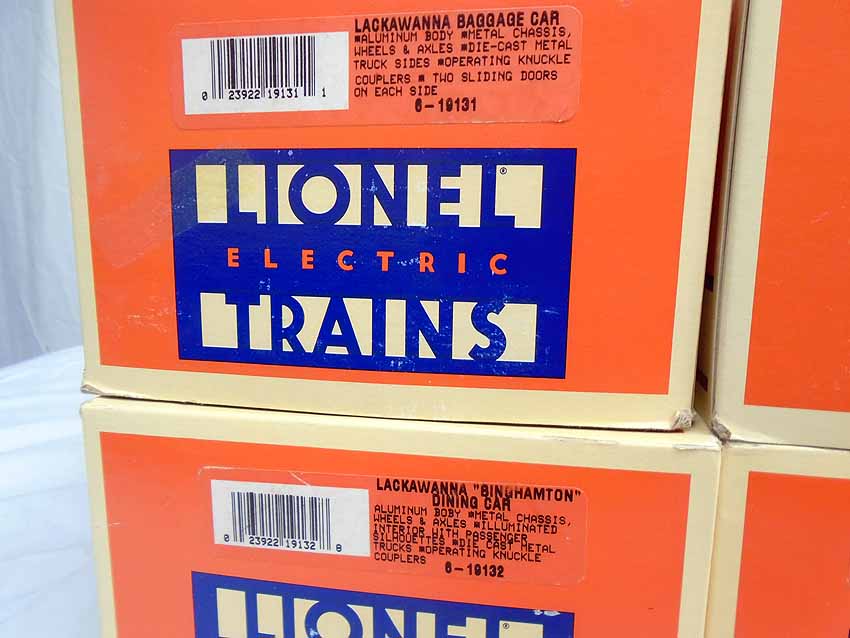 LACKAWANNA BAGGAGE CAR
■ALUMINUM BODY ■METAL CHASSIS,
WHEELS & AXLES ■DIE-CAST METAL
TRUCK SIDES ■OPERATING KNUCKLE
COUPLERS ■ TWO SLIDING DOORS
ON EACH SIDE
6-19131
0 23922 19131 1
LIONEL®
ELECTRIC
TRAINS
LACKAWANNA "BINGHAMTON"
DINING CAR
ALUMINUM BODY ■METAL CHASSIS,
WHEELS & AXLES ■ILLUMINATED
INTERIOR WITH PASSENGER
SILHOUETTES ■DIE CAST METAL
TRUCKS ■OPERATING KNUCKLE
COUPLERS
6-19132
0 23922 19132 8
LIONEL®